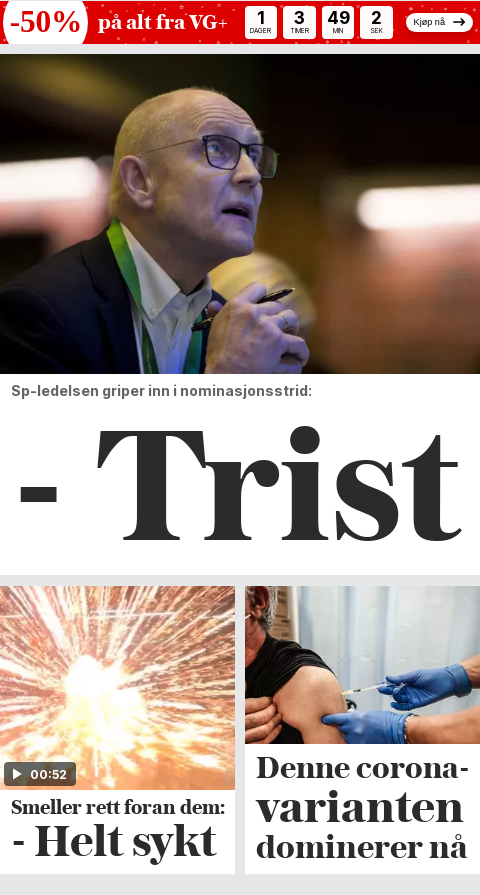 -50%
på alt fra VG+
1
DAGER
3
TIMER
49
MIN
2
SEK
Kjøp nå
Sp-ledelsen griper inn i nominasjonsstrid:
- Trist
00:52
Smeller rett foran dem:
- Helt sykt
Denne corona-
varianten
dominerer nå